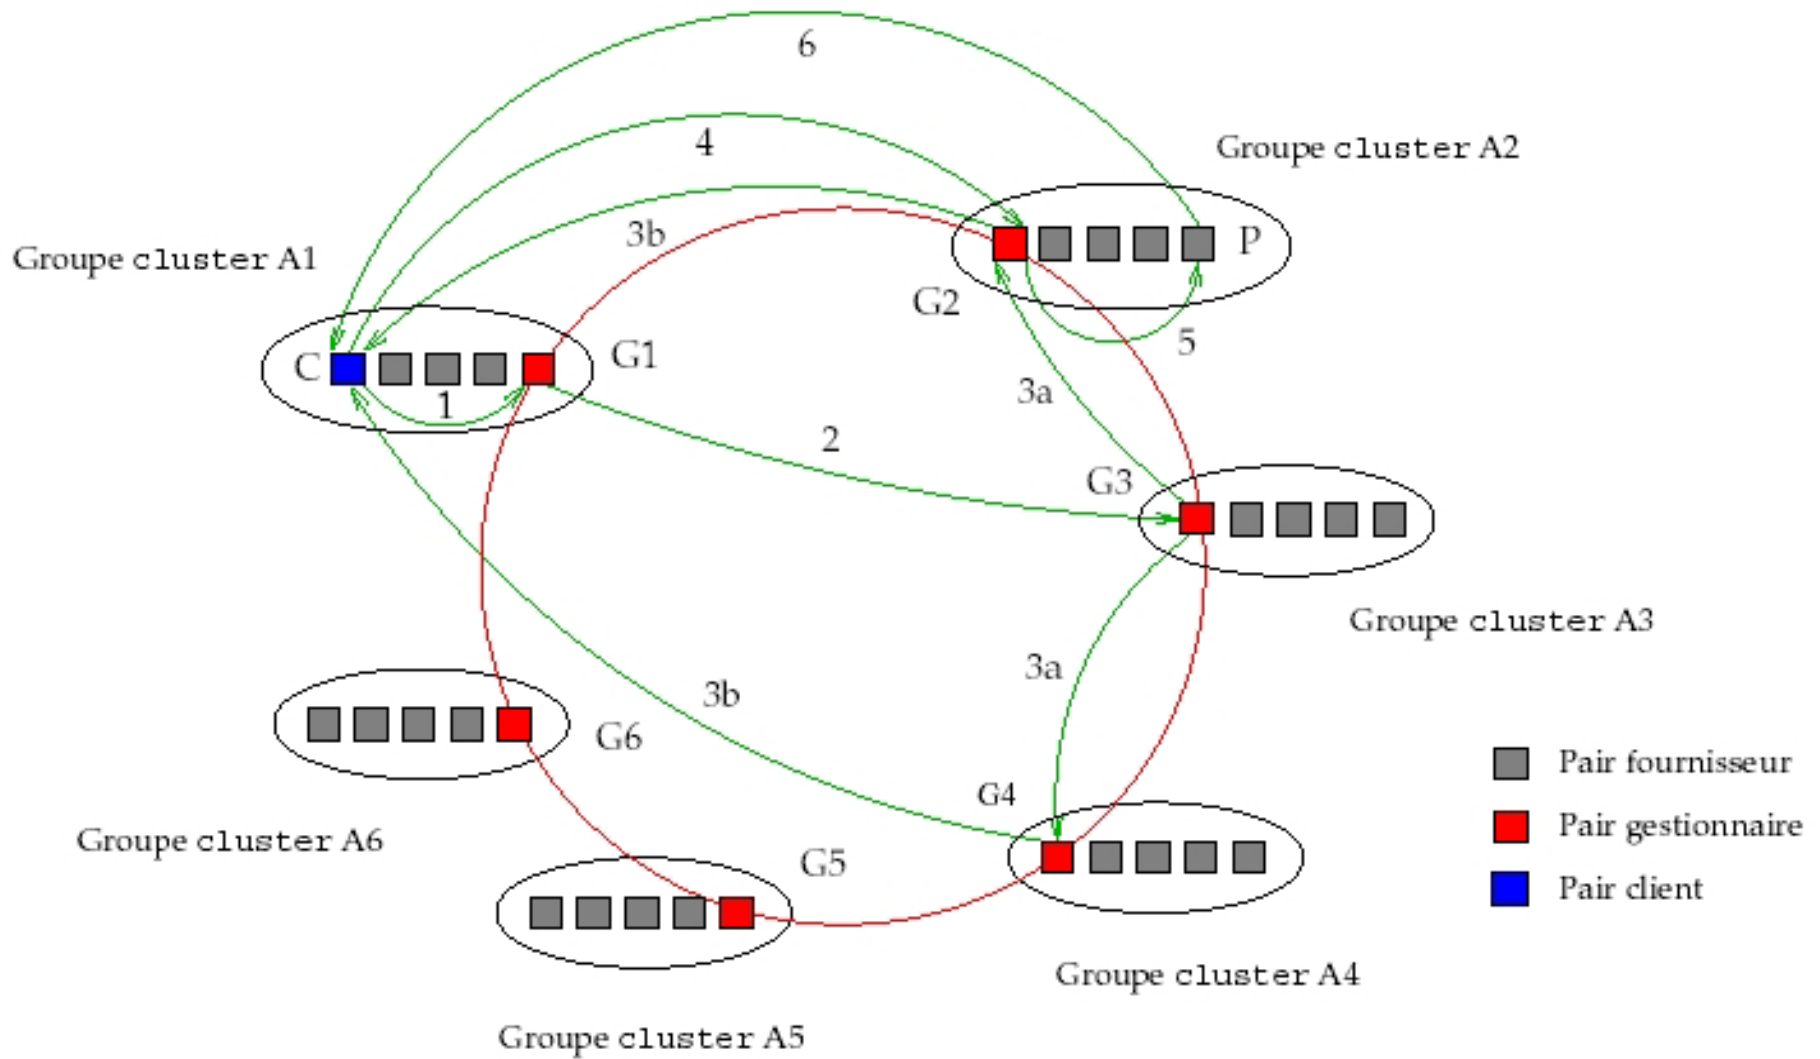 6
4
Groupe cluster A2
3b
P
Groupe cluster A1
G2
5
C
G1
1
3a
2
G3
Groupe cluster A3
3a
3b
G6
Pair fournisseur
G4
Pair gestionnaire
Groupe cluster A6
G5
Pair client
Groupe cluster A4
Groupe cluster A5